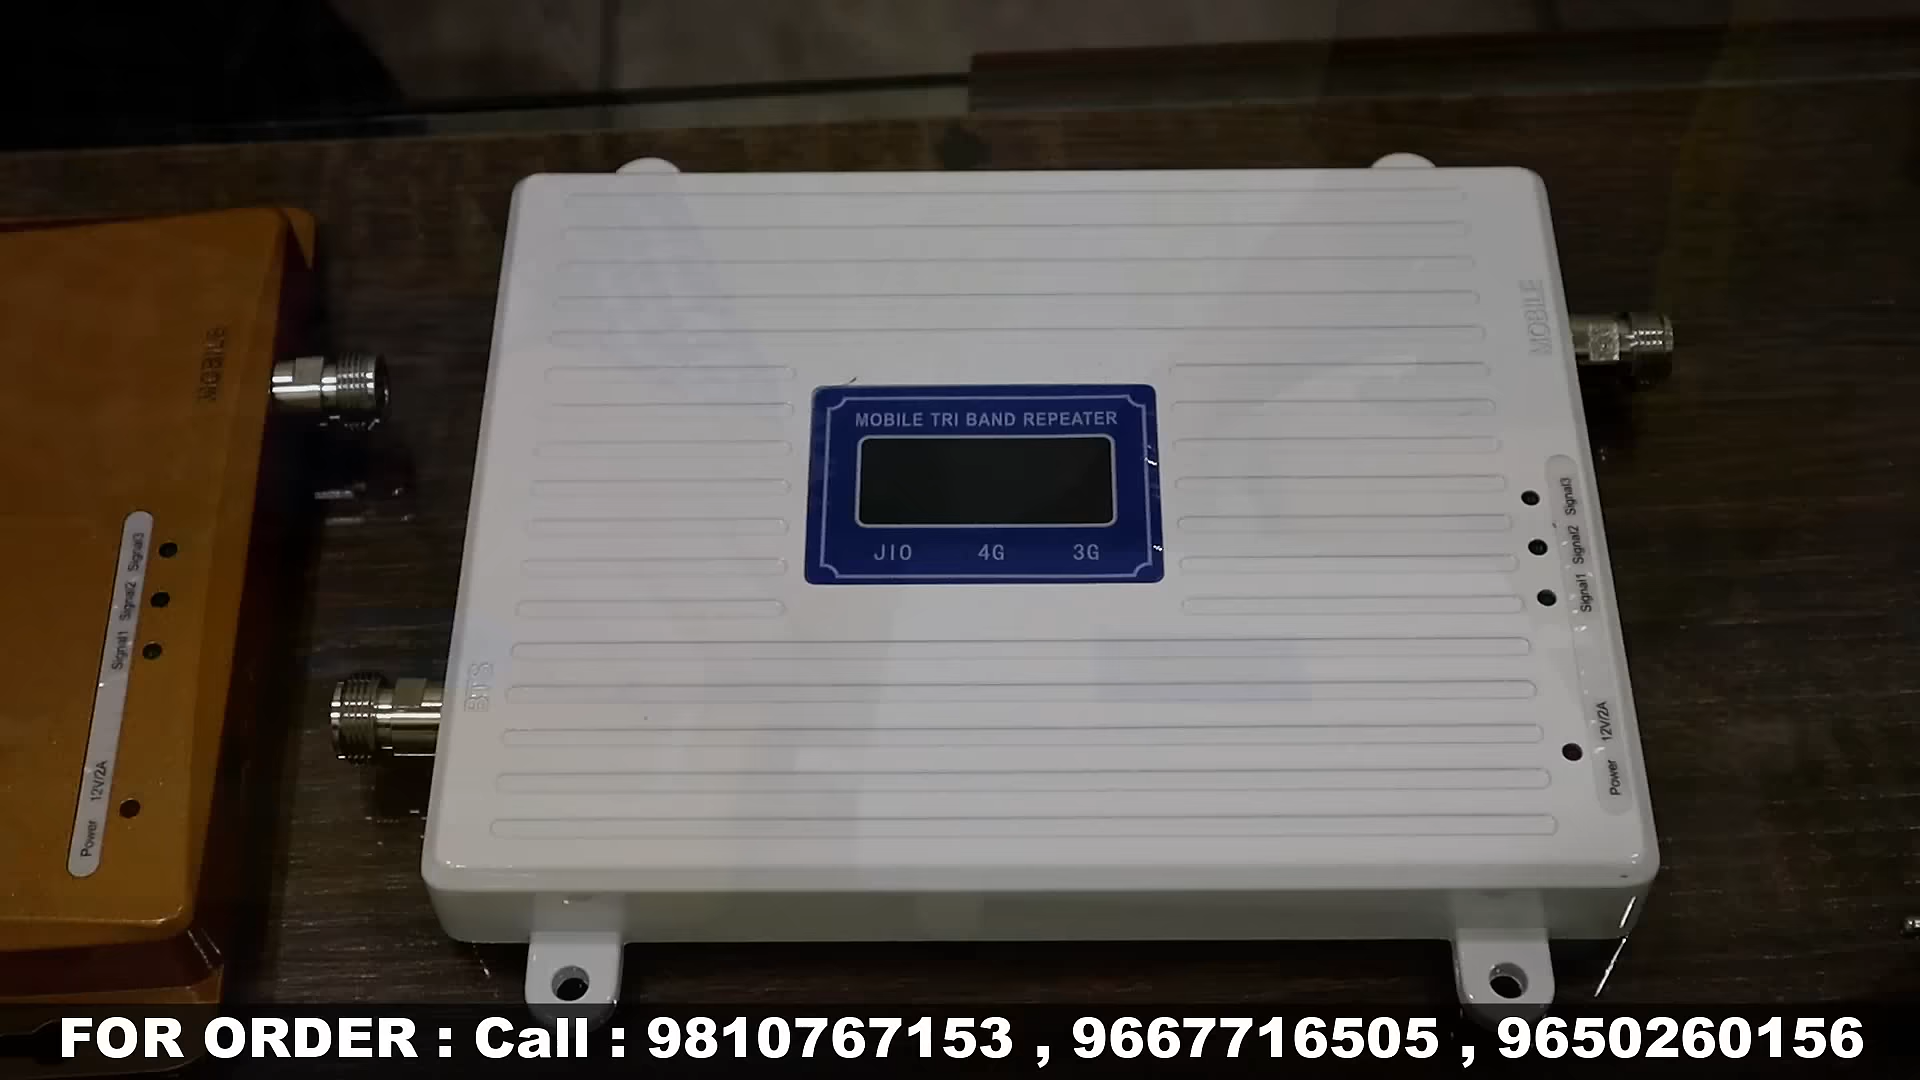 MOBILE
Signal1 Signal2 Signal3
Power 12V/2A
BTS
MOBILE TRI BAND REPEATER
JIO 4G 3G
MOBILE
Signal1 Signal2 Signal3
Power 12V/2A
FOR ORDER : Call : 9810767153 , 9667716505 , 9650260156